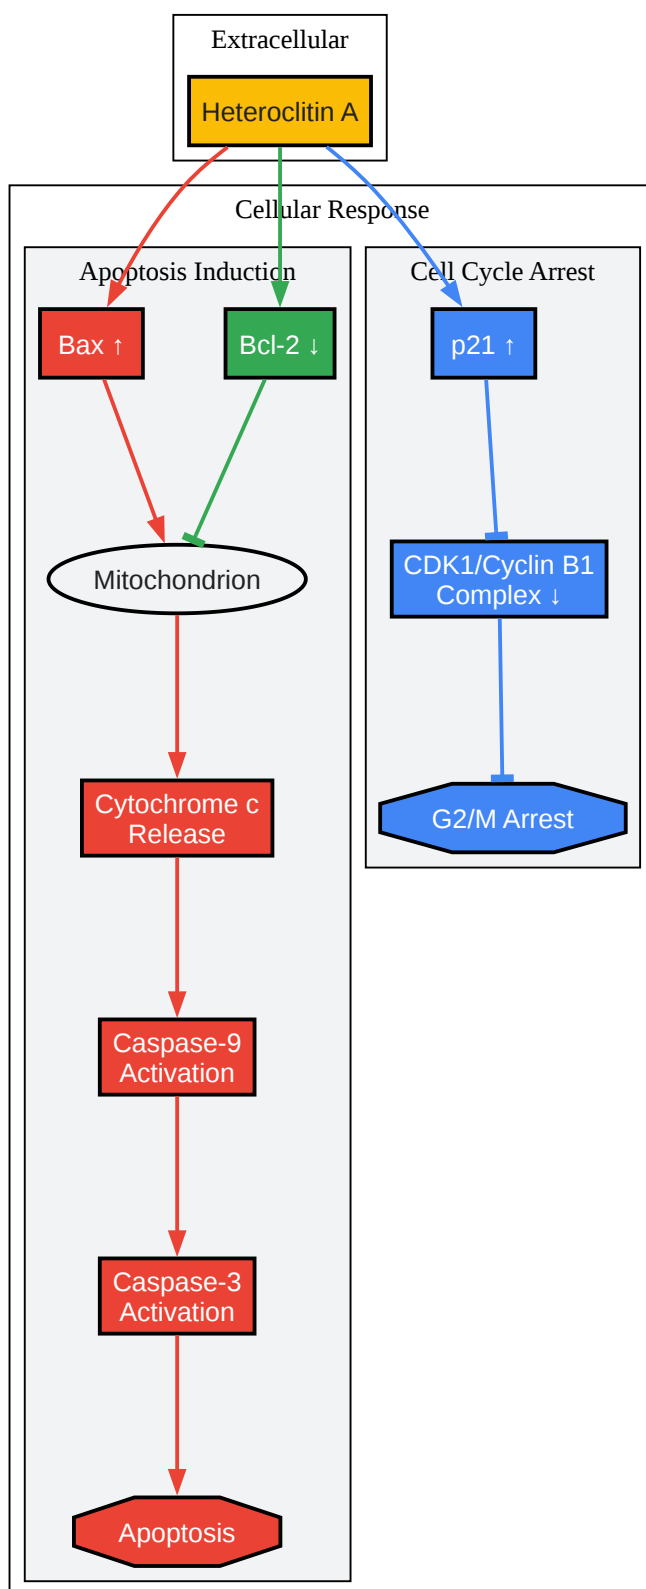 Extracellular
Heteroclitin A
Cellular Response
Apoptosis Induction
Cell Cycle Arrest
Bax ↑
Bcl-2 ↓
p21 ↑
Mitochondrion
CDK1/Cyclin B1
Complex ↓
Cytochrome c
Release
G2/M Arrest
Caspase-9
Activation
Caspase-3
Activation
Apoptosis